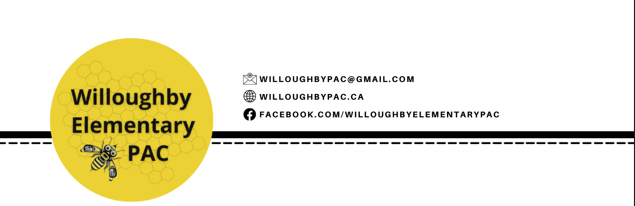 Willoughby
Elementary
PAC
WILLOUGHBYPAC@GMAIL.COM
WILLOUGHBYPAC.CA
FACEBOOK.COM/WILLOUGHBYELEMENTARYPAC